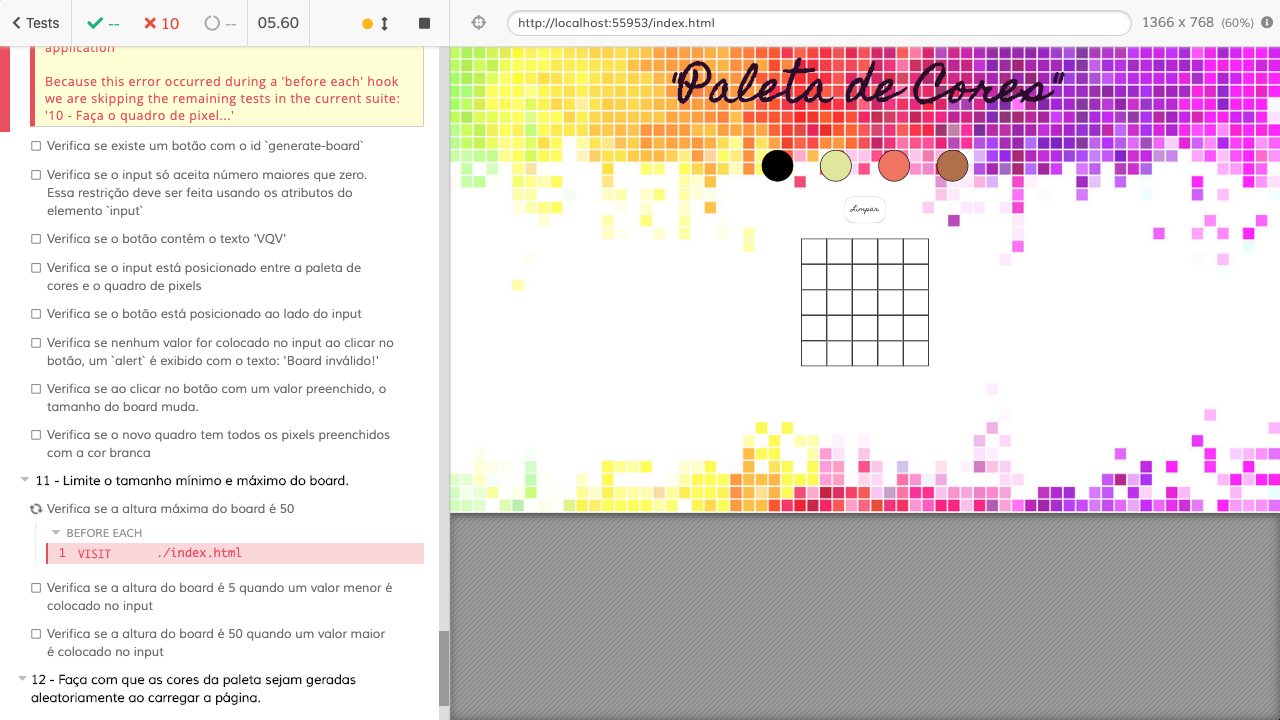 Tests
--
10
--
05.60
http://localhost:55953/index.html
1366 x 768 (60%)
application
Because this error occurred during a 'before each' hook
we are skipping the remaining tests in the current suite:
'10 - Faça o quadro de pixel...'
Verifica se existe um botão com o id `generate-board`
Verifica se o input só aceita número maiores que zero.
Essa restrição deve ser feita usando os atributos do
elemento `input`
Verifica se o botão contém o texto 'VQV'
Verifica se o input está posicionado entre a paleta de
cores e o quadro de pixels
Verifica se o botão está posicionado ao lado do input
Verifica se nenhum valor for colocado no input ao clicar no
botão, um `alert` é exibido com o texto: 'Board inválido!'
Verifica se ao clicar no botão com um valor preenchido, o
tamanho do board muda.
Verifica se o novo quadro tem todos os pixels preenchidos
com a cor branca
11 - Limite o tamanho mínimo e máximo do board.
Verifica se a altura máxima do board é 50
BEFORE EACH
1 VISIT ./index.html
Verifica se a altura do board é 5 quando um valor menor é
colocado no input
Verifica se a altura do board é 50 quando um valor maior
é colocado no input
12 - Faça com que as cores da paleta sejam geradas
aleatoriamente ao carregar a página.
"Paleta de Cores"
Limpar